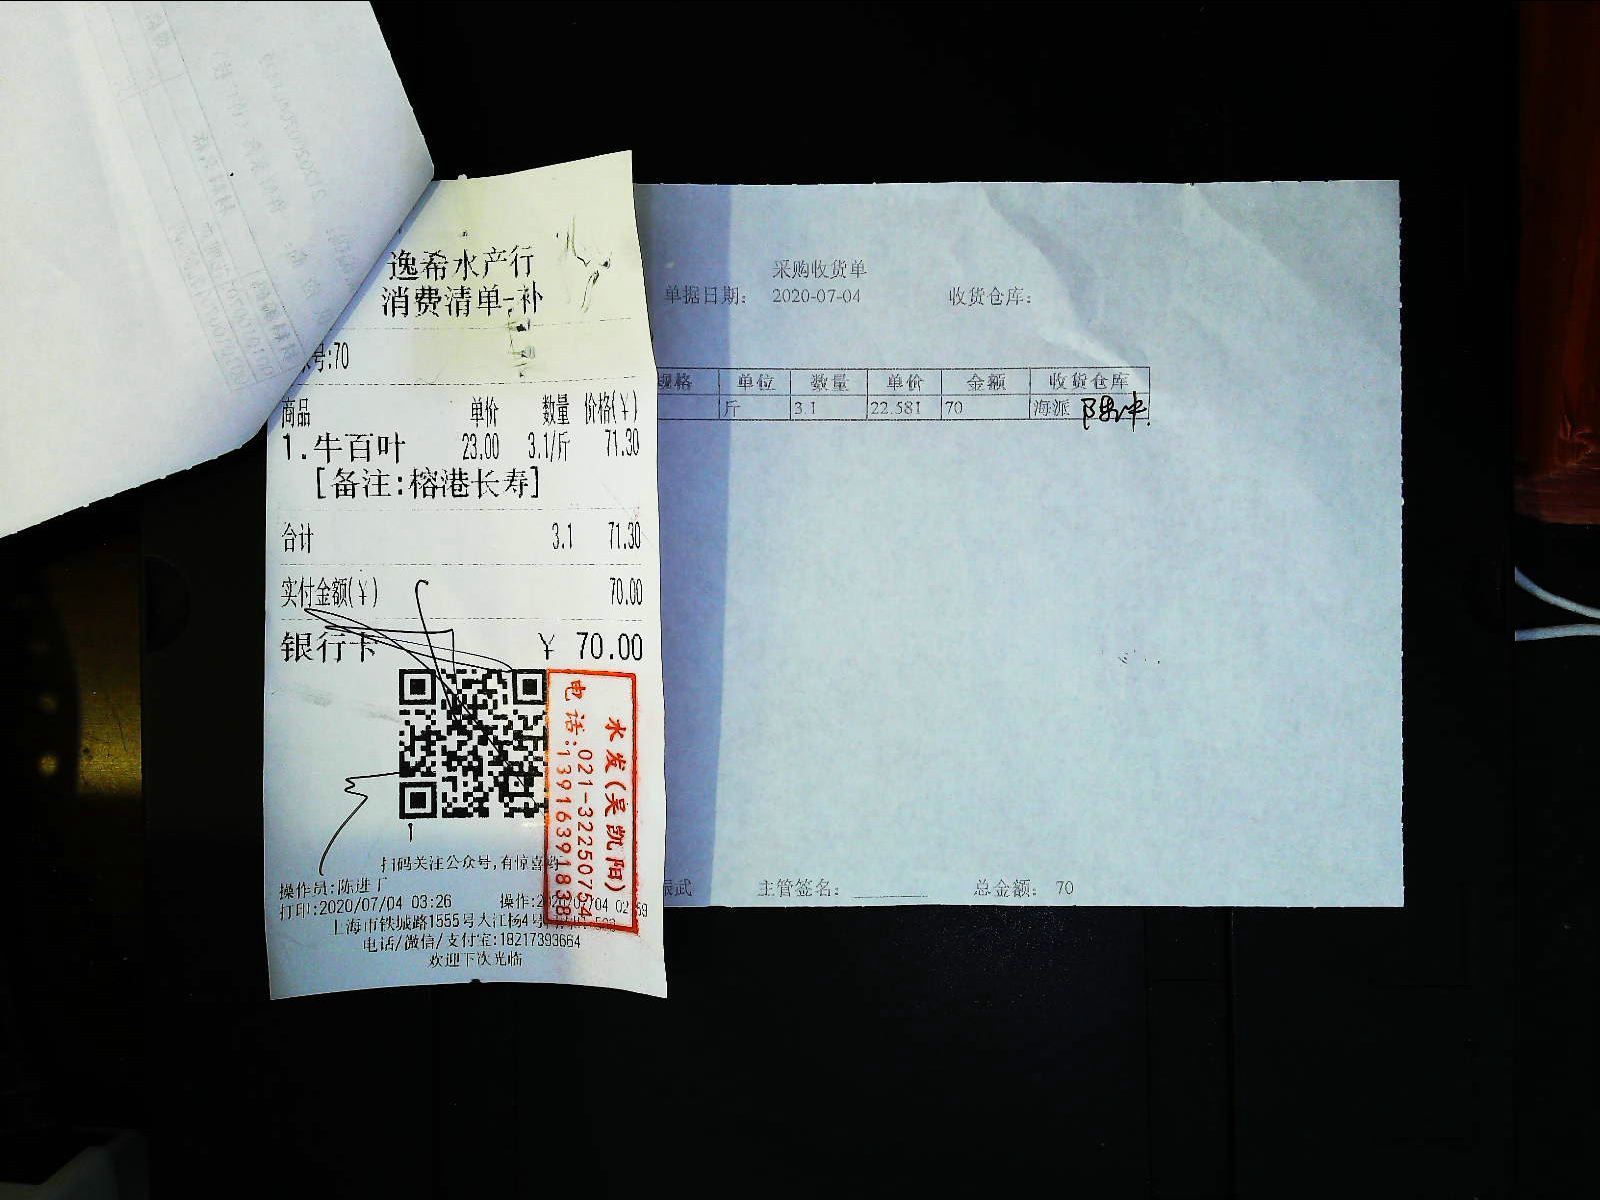 逸希水产行
消费清单-补
号:70
商品 单价 数量 价格(¥)
1.牛百叶 23.00 3.1/斤 71.30
[备注:榕港长寿]
合计 3.1 71.30
实付金额(¥) 70.00
银行卡 ¥ 70.00
水发(吴凯阳)
电话:021-32250754
13916391838
扫码关注公众号,有惊喜哟
操作员:陈进厂
打印:2020/07/04 03:26 操作:
上海市铁城路1555号大江杨4号
电话/微信/支付宝:18217393664
欢迎下次光临
采购收货单
单据日期: 2020-07-04 收货仓库:
规格 单位 数量 单价 金额 收货仓库
斤 3.1 22.581 70 海派
振武 主管签名: 总金额: 70